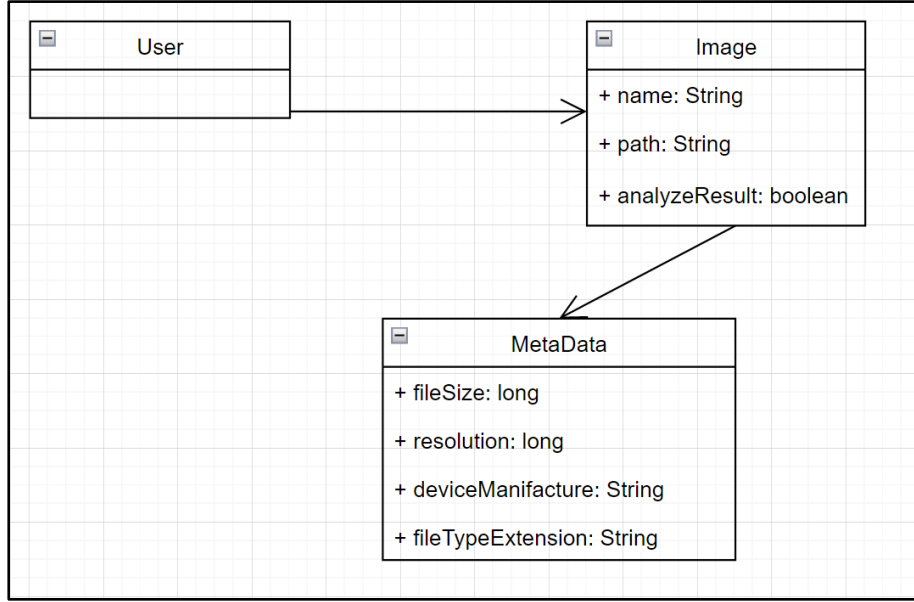 User
Image
+ name: String
+ path: String
+ analyzeResult: boolean
MetaData
+ fileSize: long
+ resolution: long
+ deviceManifacture: String
+ fileTypeExtension: String